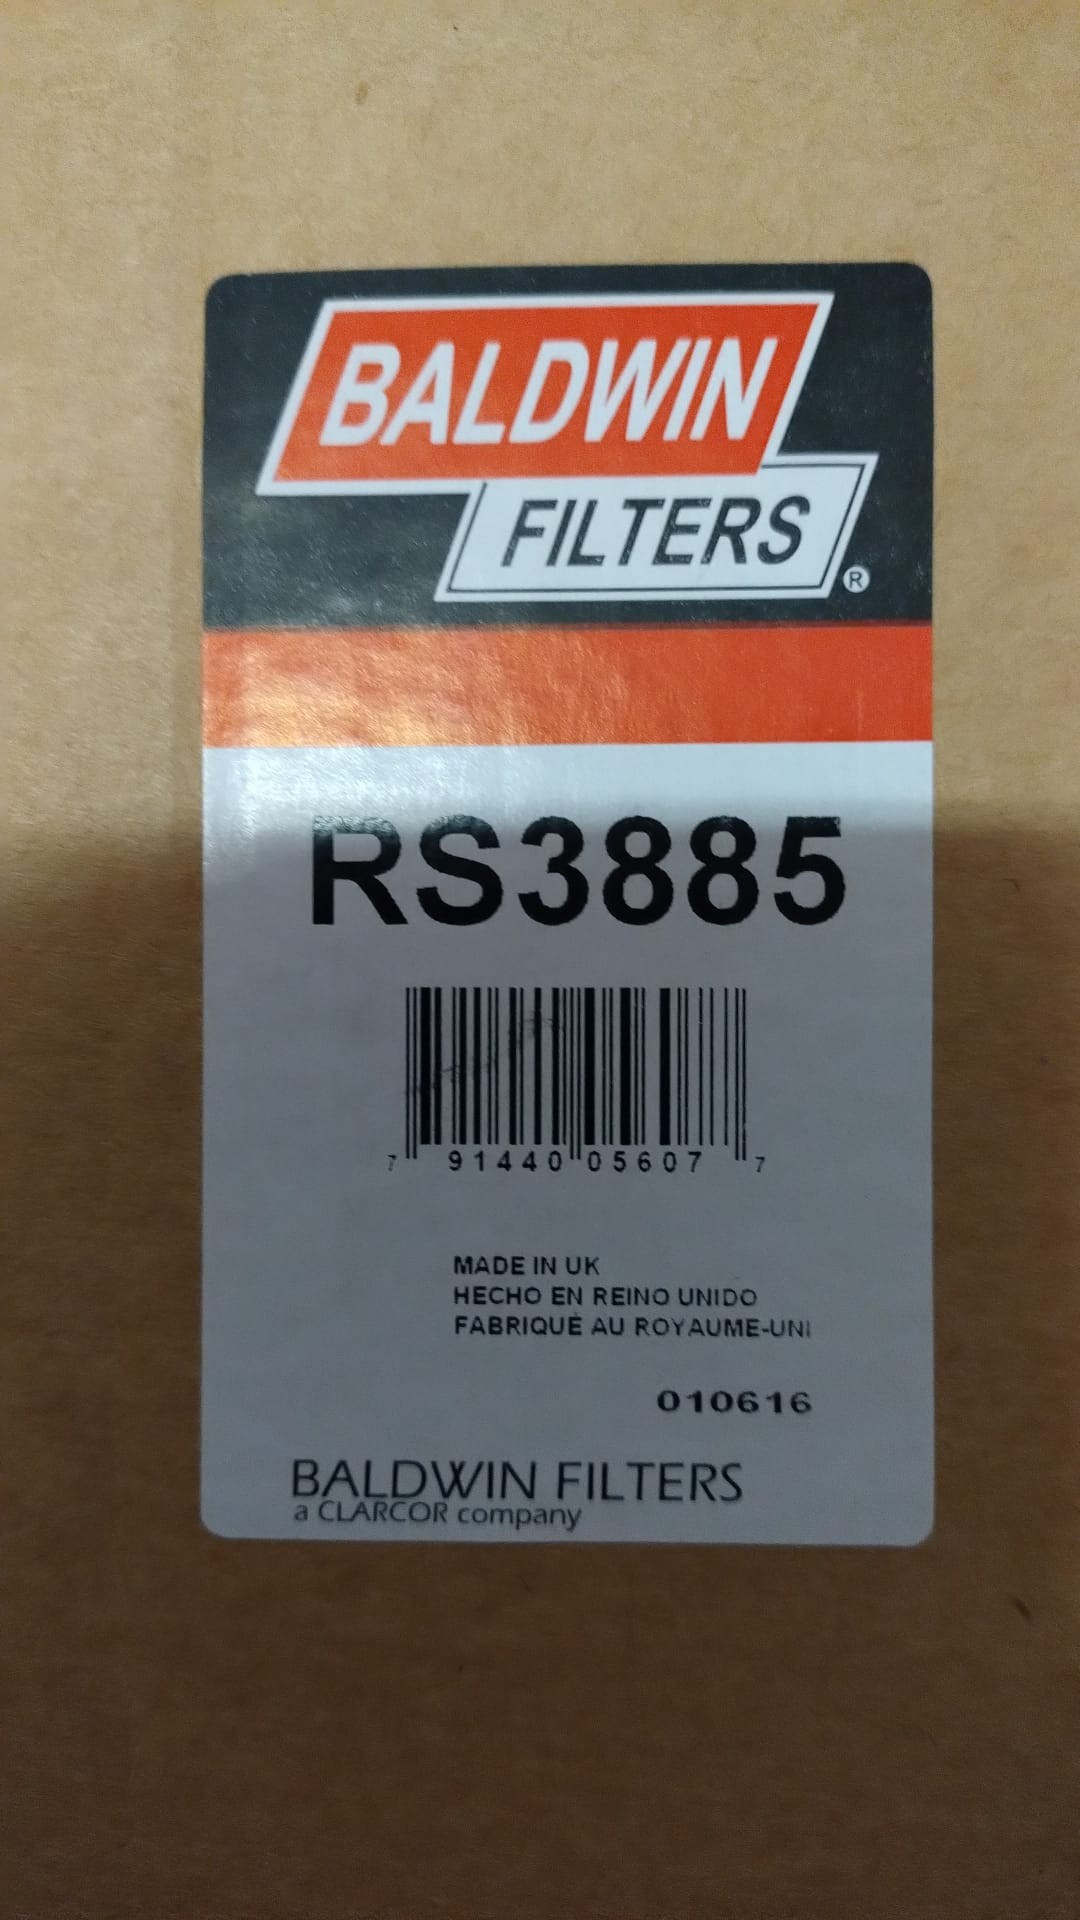 BALDWIN
FILTERS
®
RS3885
7 91440 05607 7
MADE IN UK
HECHO EN REINO UNIDO
FABRIQUÉ AU ROYAUME-UNI
010616
BALDWIN FILTERS
a CLARCOR company